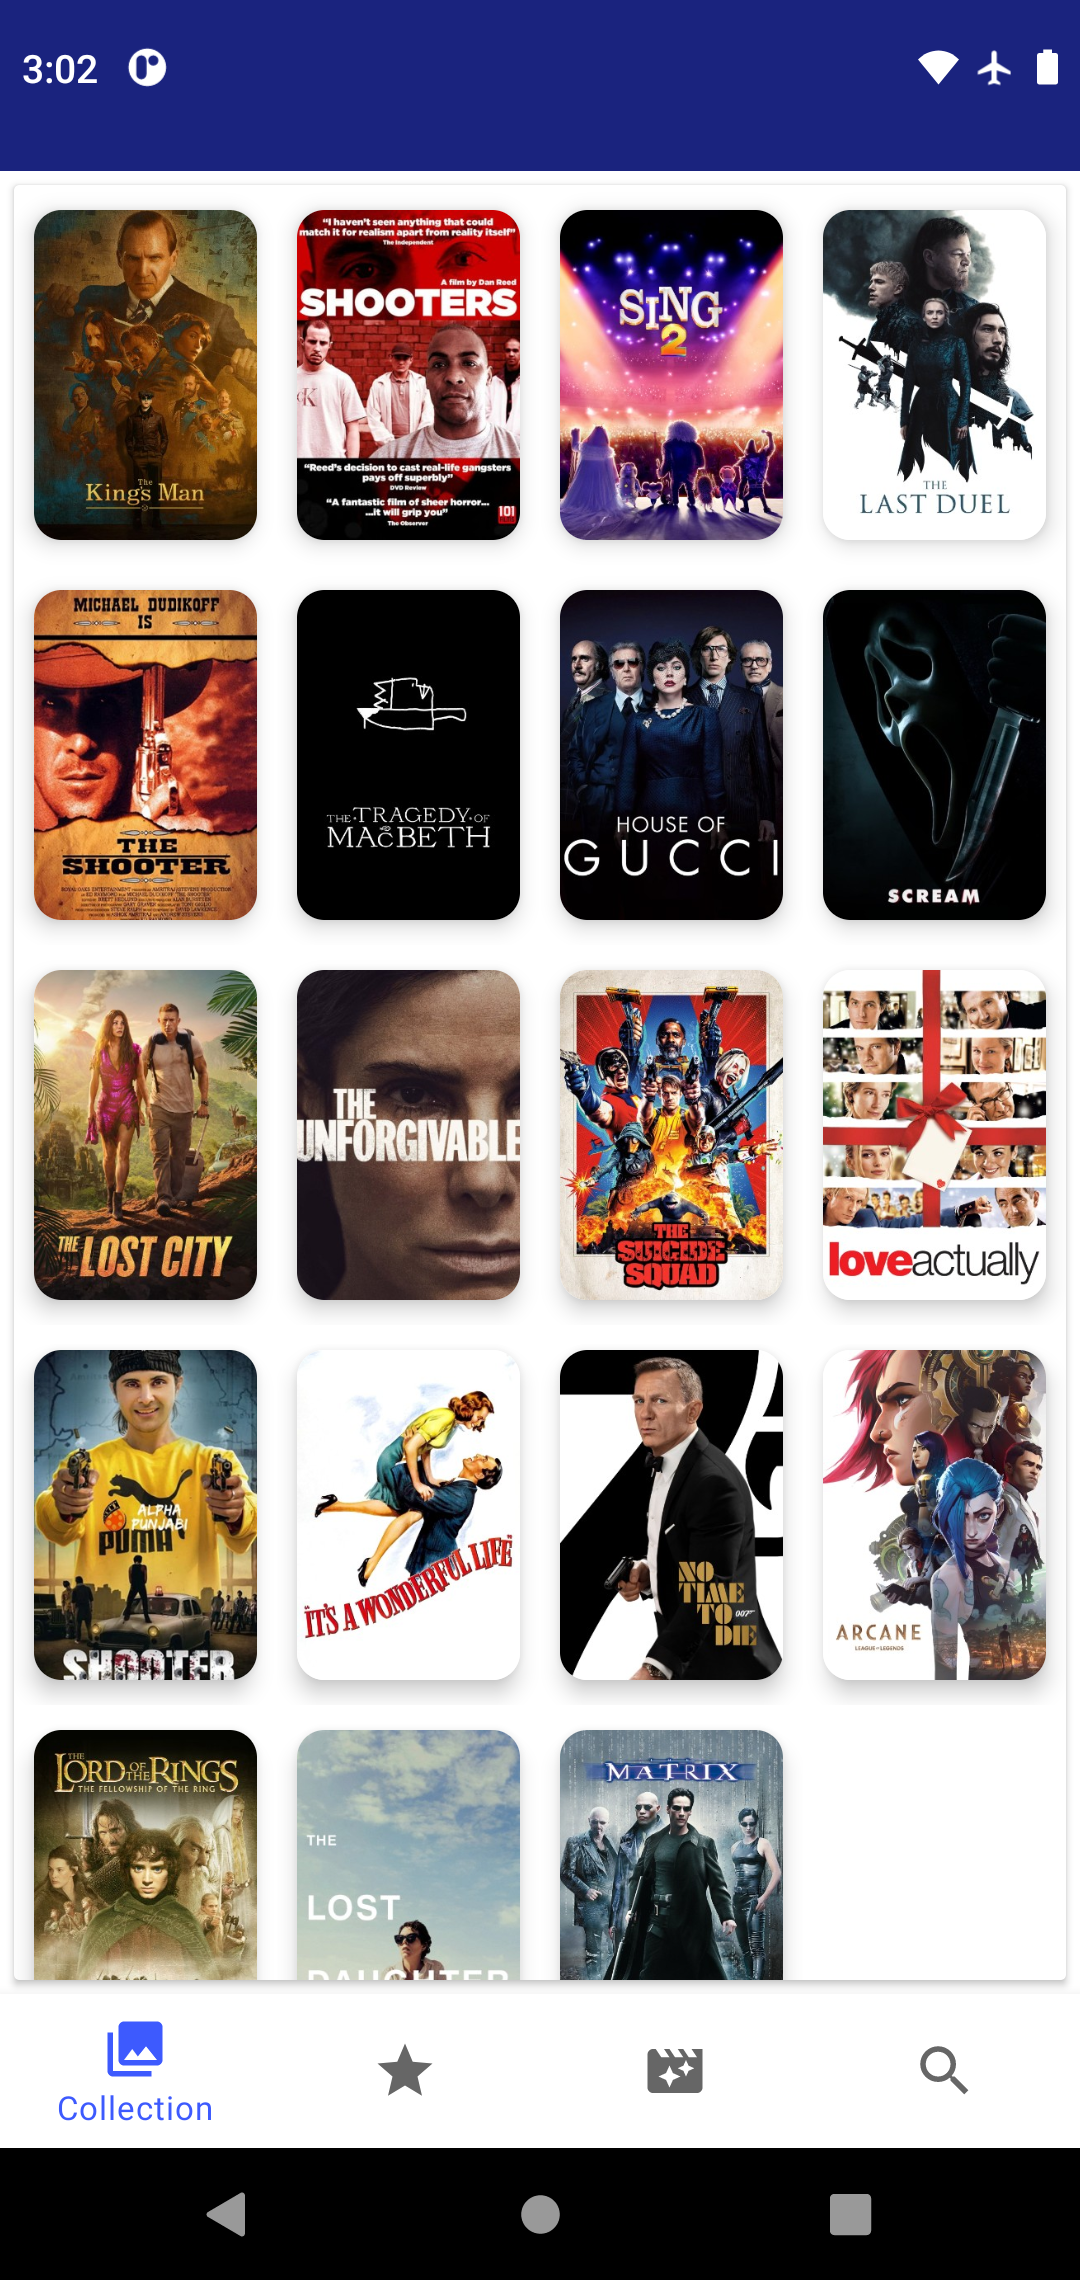 3:02
The
King's Man
"I haven't seen anything that could
match it for realism apart from reality itself"
The Independent
A film by Dan Reed
SHOOTERS
"Reed's decision to cast real-life gangsters
pays off superbly"
DVD Review
"A fantastic film of sheer horror...
...it will grip you"
The Observer
101
SING
2
THE
LAST DUEL
MICHAEL DUDIKOFF
IS
THE
SHOOTER
THE TRAGEDY OF
MACBETH
HOUSE OF
GUCCI
SCREAM
THE LOST CITY
THE
UNFORGIVABLE
THE
SUICIDE
SQUAD
loveactually
ALPHA
PUNJABI
PUMA
SHOOTER
"IT'S A WONDERFUL LIFE"
NO
TIME
TO
007
DIE
ARCANE
LEAGUE OF LEGENDS
THE
LORD OF THE RINGS
THE FELLOWSHIP OF THE RING
THE
LOST
DAUGHTER
MATRIX
Collection